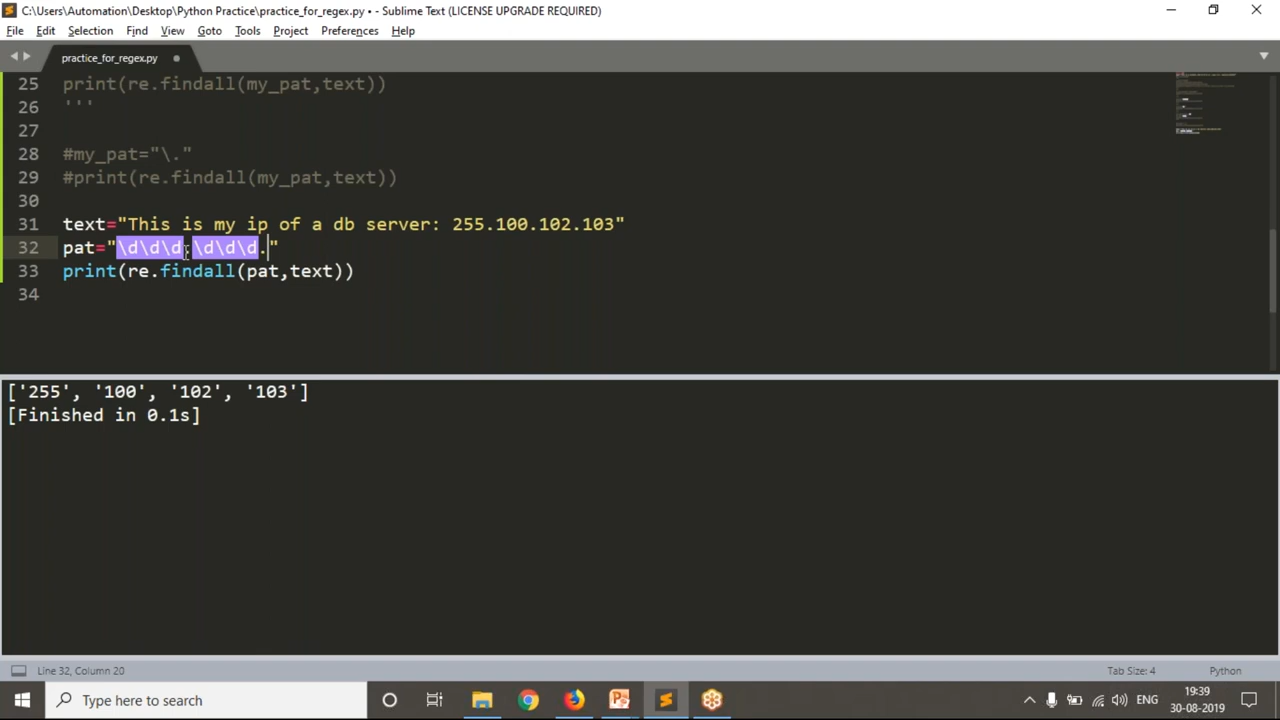 C:\Users\Automation\Desktop\Python Practice\practice_for_regex.py • - Sublime Text (LICENSE UPGRADE REQUIRED)
File Edit Selection Find View Goto Tools Project Preferences Help
practice_for_regex.py
25 print(re.findall(my_pat,text))
26 '''
27
28 #my_pat="\."
29 #print(re.findall(my_pat,text))
30
31 text="This is my ip of a db server: 255.100.102.103"
32 pat="\d\d\d.\d\d\d."
33 print(re.findall(pat,text))
34
['255', '100', '102', '103']
[Finished in 0.1s]
Line 32, Column 20
Tab Size: 4
Python
Type here to search
ENG
19:39
30-08-2019